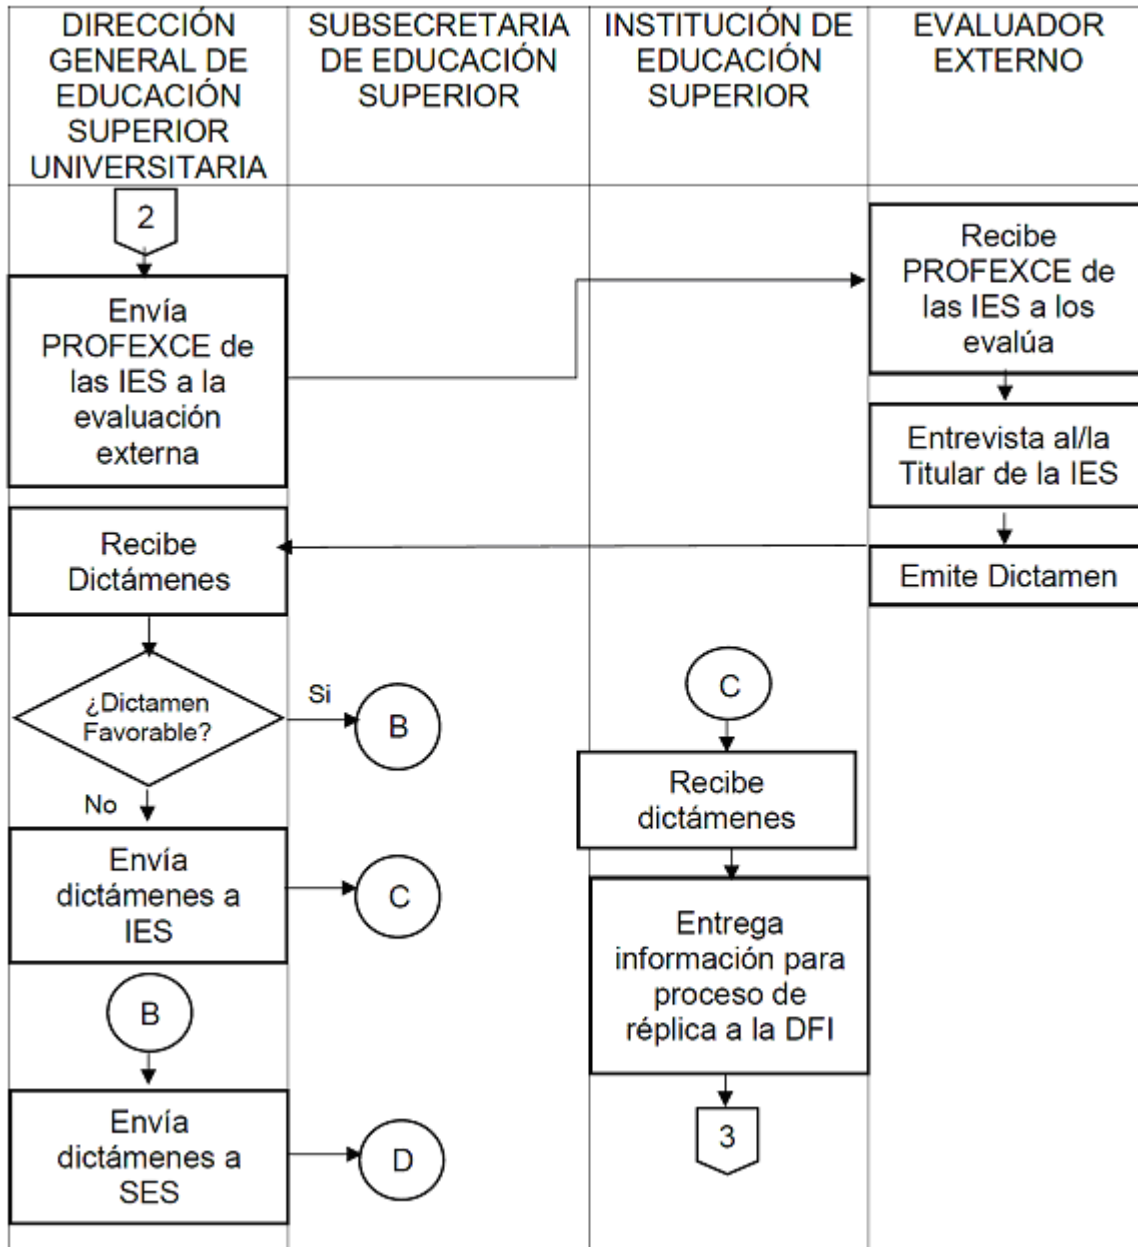 DIRECCIÓN
GENERAL DE
EDUCACIÓN
SUPERIOR
UNIVERSITARIA
SUBSECRETARIA
DE EDUCACIÓN
SUPERIOR
INSTITUCIÓN DE
EDUCACIÓN
SUPERIOR
EVALUADOR
EXTERNO
2
Envía
PROFEXCE de
las IES a la
evaluación
externa
Recibe
PROFEXCE de
las IES a los
evalúa
Entrevista al/la
Titular de la IES
Emite Dictamen
Recibe
Dictámenes
¿Dictamen
Favorable?
Si
B
No
Envía
dictámenes a
IES
C
C
Recibe
dictámenes
Entrega
información para
proceso de
réplica a la DFI
3
B
Envía
dictámenes a
SES
D